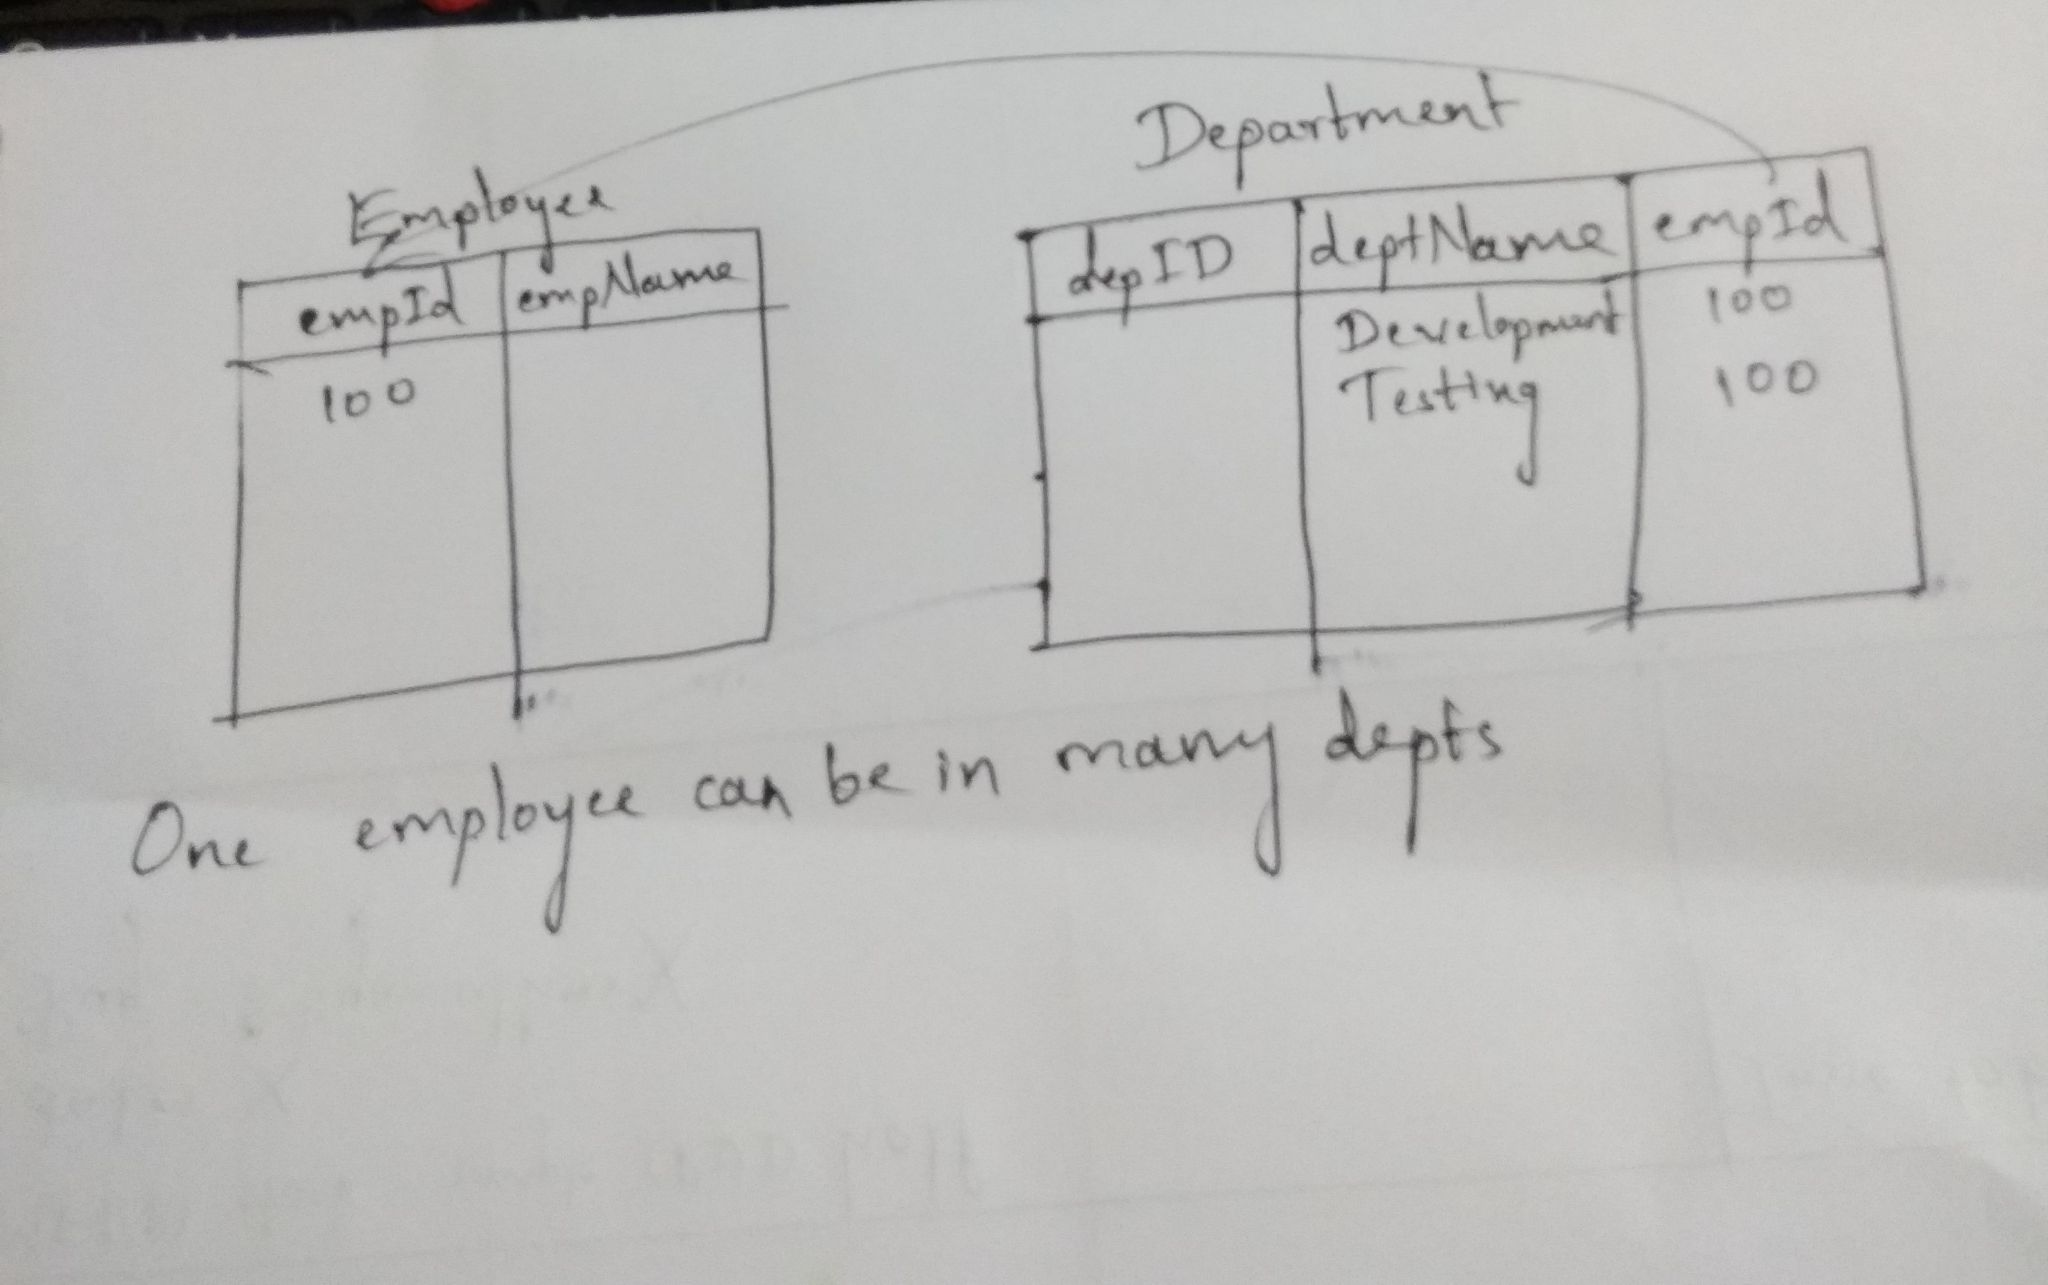 Employee
empId empName
100
Department
depID deptName empId
Development 100
Testing 100
One employee can be in many depts